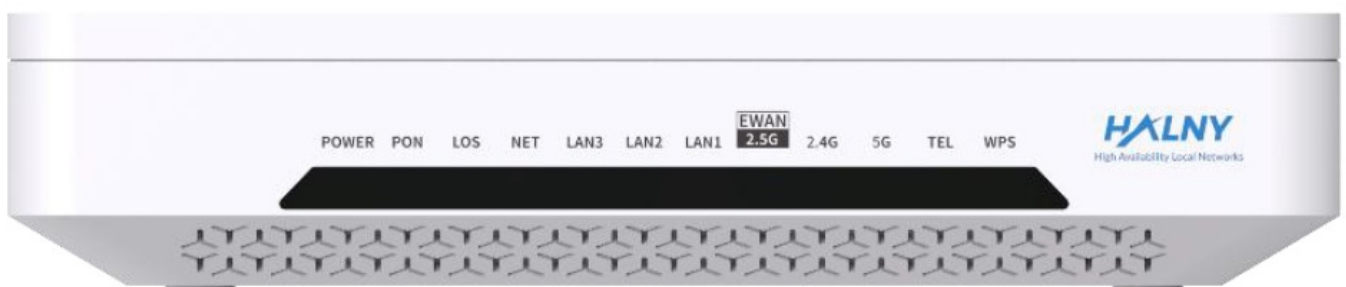 EWAN
POWER PON LOS NET LAN3 LAN2 LAN1 2.5G 2.4G 5G TEL WPS
HALNY
High Availability Local Networks